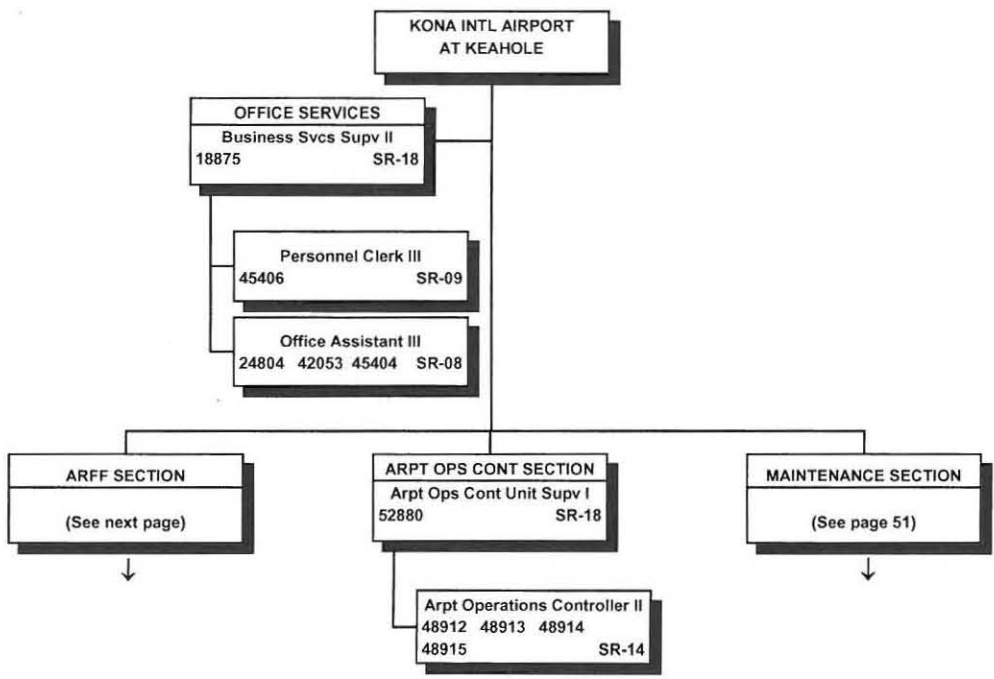 KONA INTL AIRPORT
AT KEAHOLE
OFFICE SERVICES
Business Svcs Supv II
18875 SR-18
Personnel Clerk III
45406 SR-09
Office Assistant III
24804 42053 45404 SR-08
ARFF SECTION
(See next page)
ARPT OPS CONT SECTION
Arpt Ops Cont Unit Supv I
52880 SR-18
Arpt Operations Controller II
48912 48913 48914
48915 SR-14
MAINTENANCE SECTION
(See page 51)